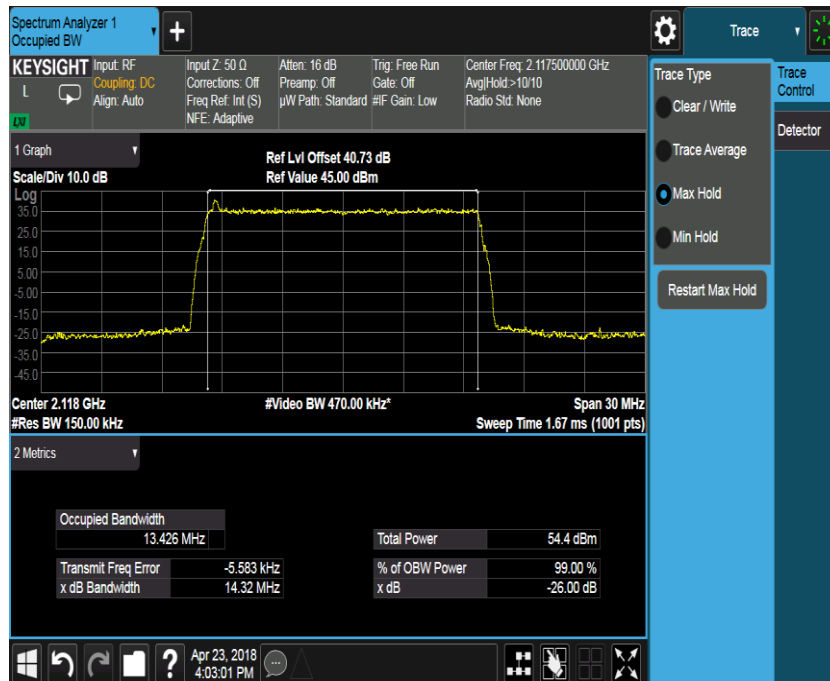 Spectrum Analyzer 1
Occupied BW
+
Trace
KEYSIGHT
L
LXI
Input: RF
Coupling: DC
Align: Auto
Input Z: 50 Ω
Corrections: Off
Freq Ref: Int (S)
NFE: Adaptive
Atten: 16 dB
Preamp: Off
µW Path: Standard
Trig: Free Run
Gate: Off
#IF Gain: Low
Center Freq: 2.117500000 GHz
Avg|Hold:>10/10
Radio Std: None
Trace Type
Clear / Write
Trace Average
Max Hold
Min Hold
Restart Max Hold
Trace
Control
Detector
1 Graph
Scale/Div 10.0 dB
Ref Lvl Offset 40.73 dB
Ref Value 45.00 dBm
Log
35.0
25.0
15.0
5.00
-5.00
-15.0
-25.0
-35.0
-45.0
Center 2.118 GHz
#Res BW 150.00 kHz
#Video BW 470.00 kHz*
Span 30 MHz
Sweep Time 1.67 ms (1001 pts)
2 Metrics
Occupied Bandwidth
13.426 MHz
Total Power 54.4 dBm
Transmit Freq Error -5.583 kHz
% of OBW Power 99.00 %
x dB Bandwidth 14.32 MHz
x dB -26.00 dB
?
Apr 23, 2018
4:03:01 PM